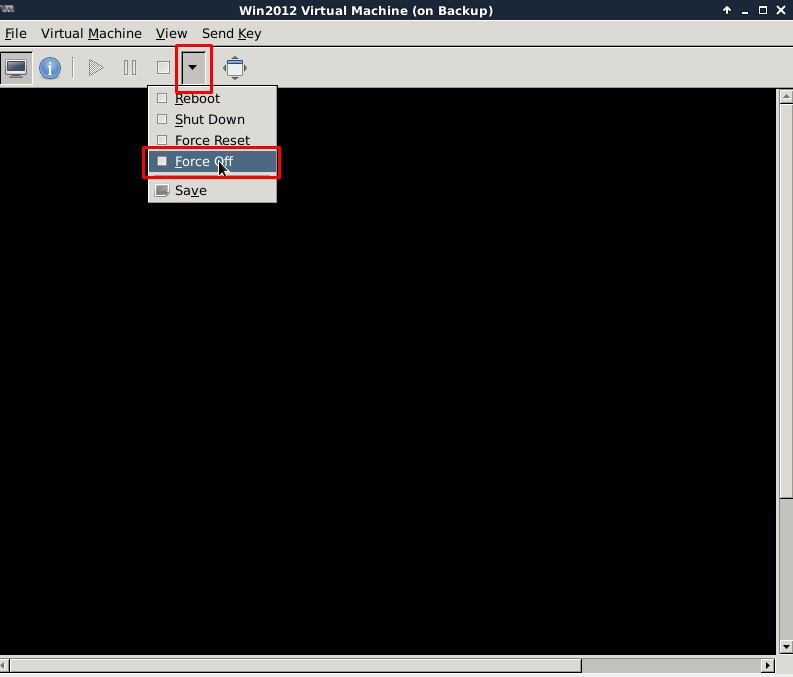 Win2012 Virtual Machine (on Backup)
File Virtual Machine View Send Key
Reboot
Shut Down
Force Reset
Force Off
Save